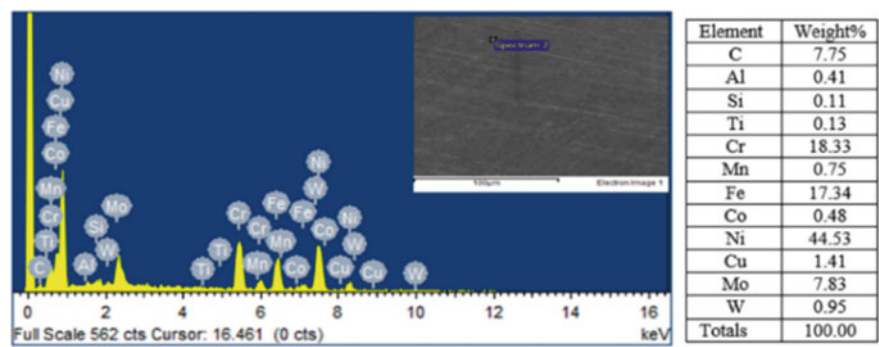 Spectrum 2
100µm
Electron Image 1
Ni
Cu
Fe
Co
Mn
Cr
Ti
C
Al
Si
W
Mo
Ti
Ti
Cr
Cr
Mn
Fe
Mn
Co
Fe
Ni
W
Co
Cu
Ni
W
Cu
W
0 2 4 6 8 10 12 14 16
Full Scale 562 cts Cursor: 16.461 (0 cts) keV
Element Weight%
C 7.75
Al 0.41
Si 0.11
Ti 0.13
Cr 18.33
Mn 0.75
Fe 17.34
Co 0.48
Ni 44.53
Cu 1.41
Mo 7.83
W 0.95
Totals 100.00